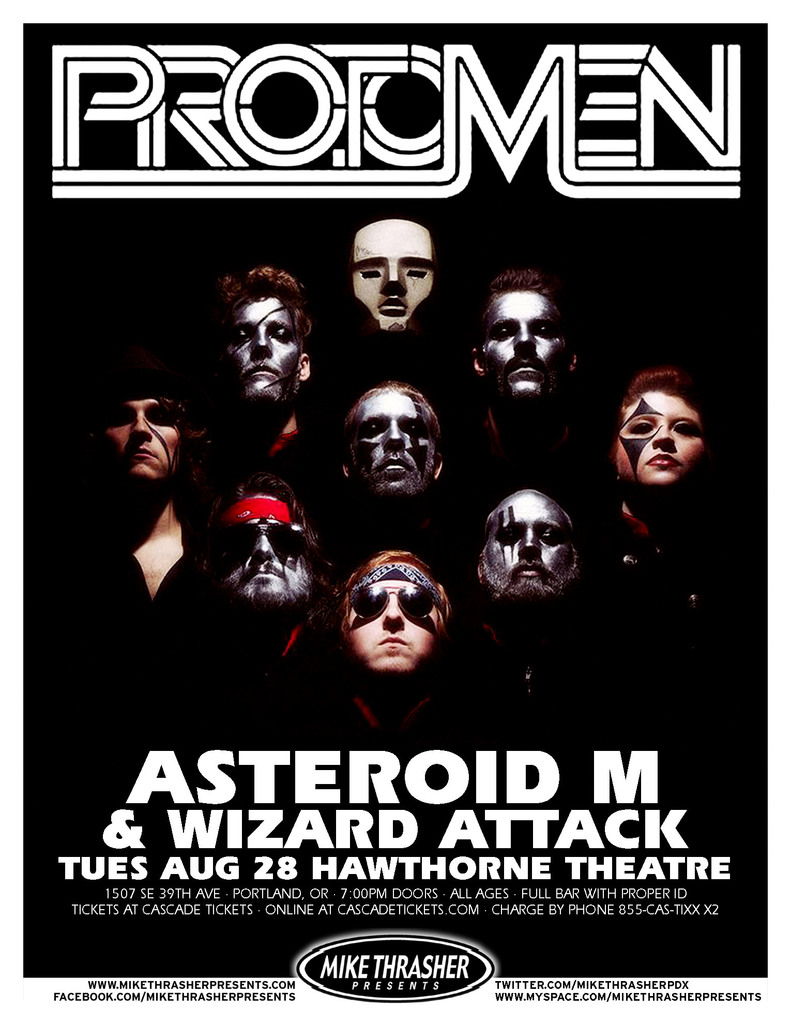 PROTOMEN
ASTEROID M
& WIZARD ATTACK
TUES AUG 28 HAWTHORNE THEATRE
1507 SE 39TH AVE · PORTLAND, OR · 7:00PM DOORS · ALL AGES · FULL BAR WITH PROPER ID
TICKETS AT CASCADE TICKETS · ONLINE AT CASCADETICKETS.COM · CHARGE BY PHONE 855-CAS-TIXX X2
MIKE THRASHER
PRESENTS
WWW.MIKETHRASHERPRESENTS.COM
FACEBOOK.COM/MIKETHRASHERPRESENTS
TWITTER.COM/MIKETHRASHERPDX
WWW.MYSPACE.COM/MIKETHRASHERPRESENTS